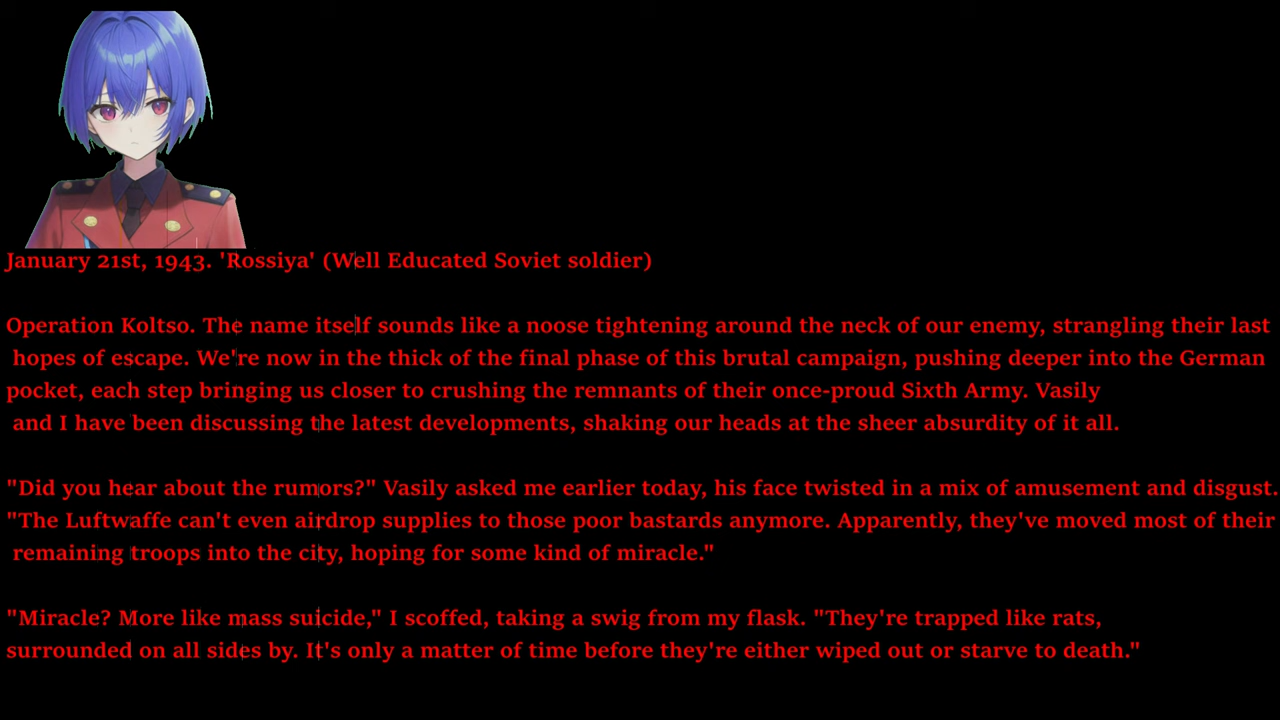 January 21st, 1943. 'Rossiya' (Well Educated Soviet soldier)
Operation Koltso. The name itself sounds like a noose tightening around the neck of our enemy, strangling their last
hopes of escape. We're now in the thick of the final phase of this brutal campaign, pushing deeper into the German
pocket, each step bringing us closer to crushing the remnants of their once-proud Sixth Army. Vasily
and I have been discussing the latest developments, shaking our heads at the sheer absurdity of it all.
"Did you hear about the rumors?" Vasily asked me earlier today, his face twisted in a mix of amusement and disgust.
"The Luftwaffe can't even airdrop supplies to those poor bastards anymore. Apparently, they've moved most of their
remaining troops into the city, hoping for some kind of miracle."
"Miracle? More like mass suicide," I scoffed, taking a swig from my flask. "They're trapped like rats,
surrounded on all sides by. It's only a matter of time before they're either wiped out or starve to death."